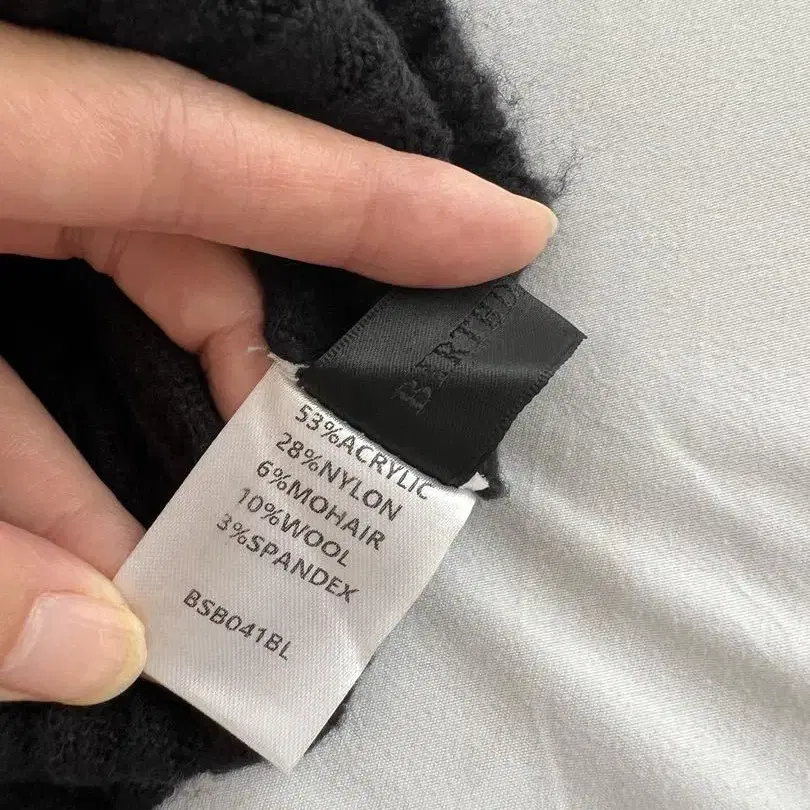 53%ACRYLIC
28%NYLON
6%MOHAIR
10%WOOL
3%SPANDEX
BSB041BL